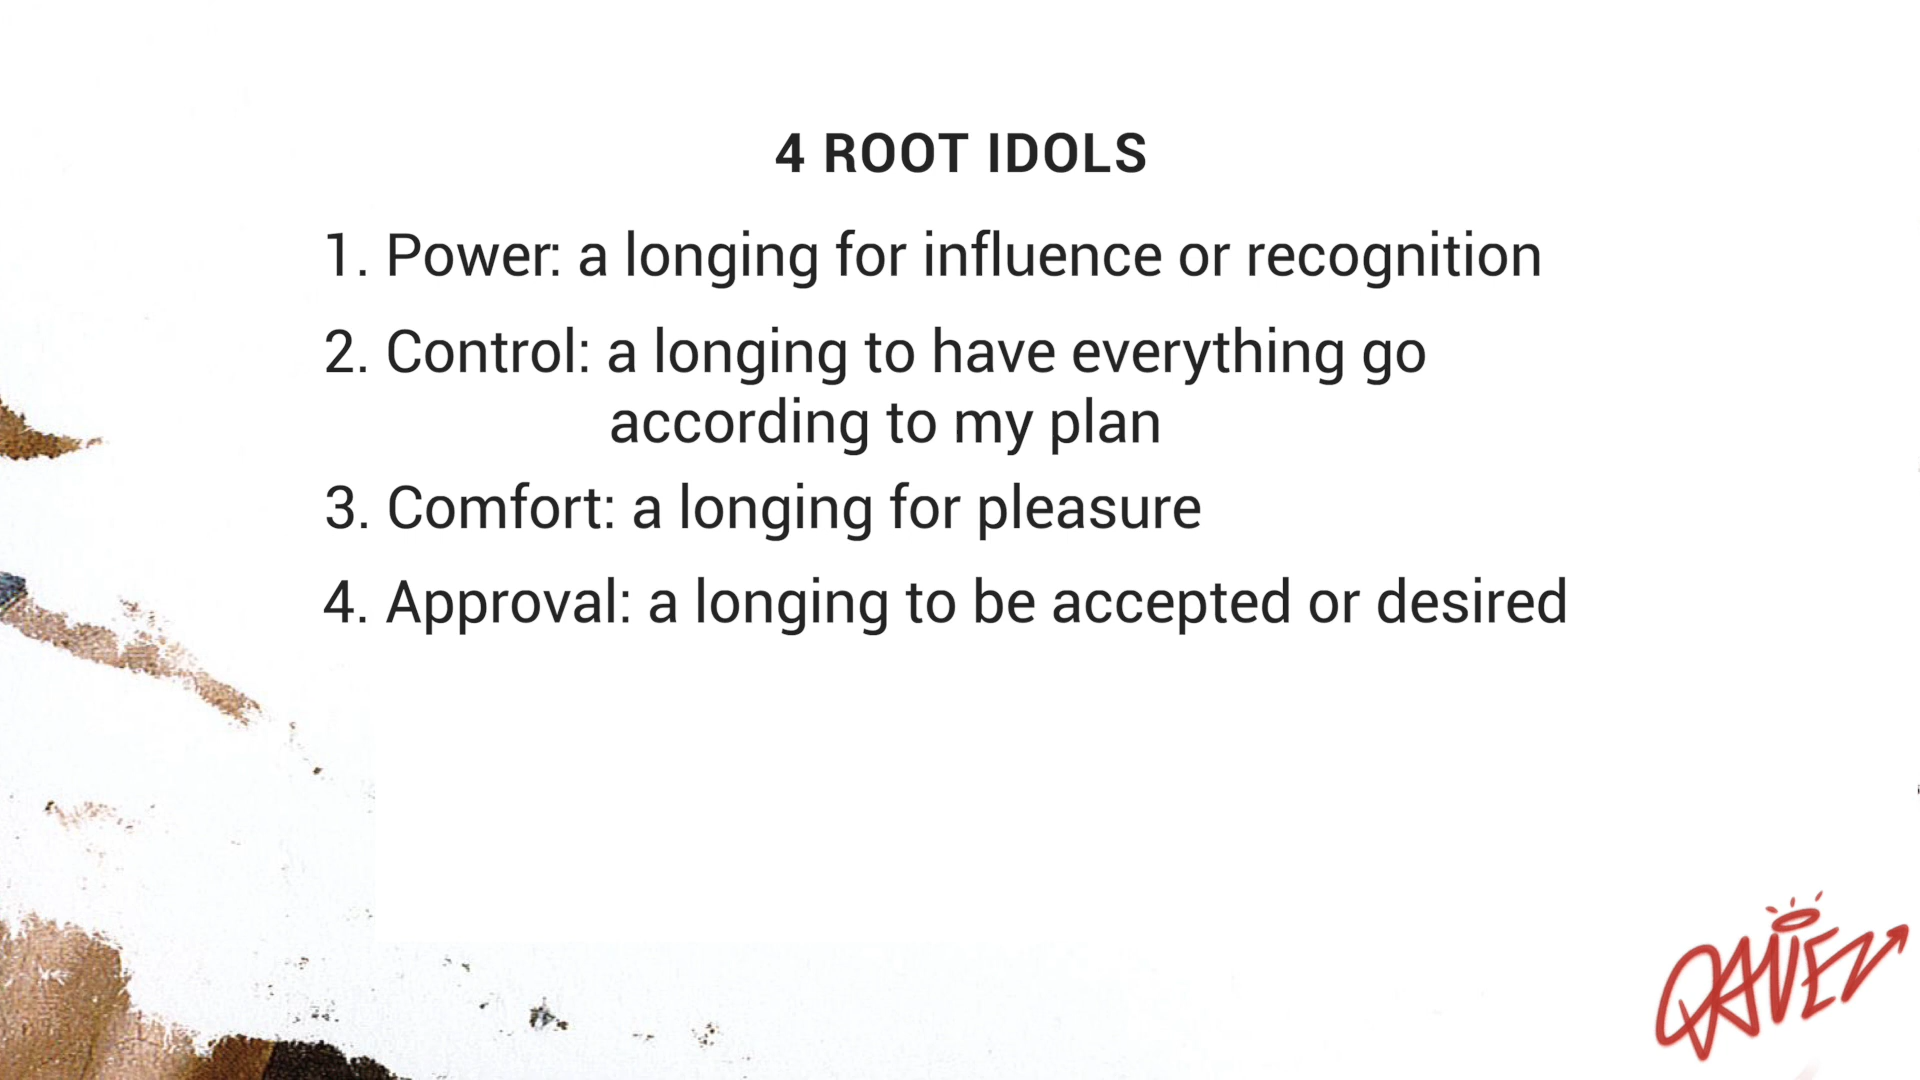 4 ROOT IDOLS
1. Power: a longing for influence or recognition
2. Control: a longing to have everything go
according to my plan
3. Comfort: a longing for pleasure
4. Approval: a longing to be accepted or desired